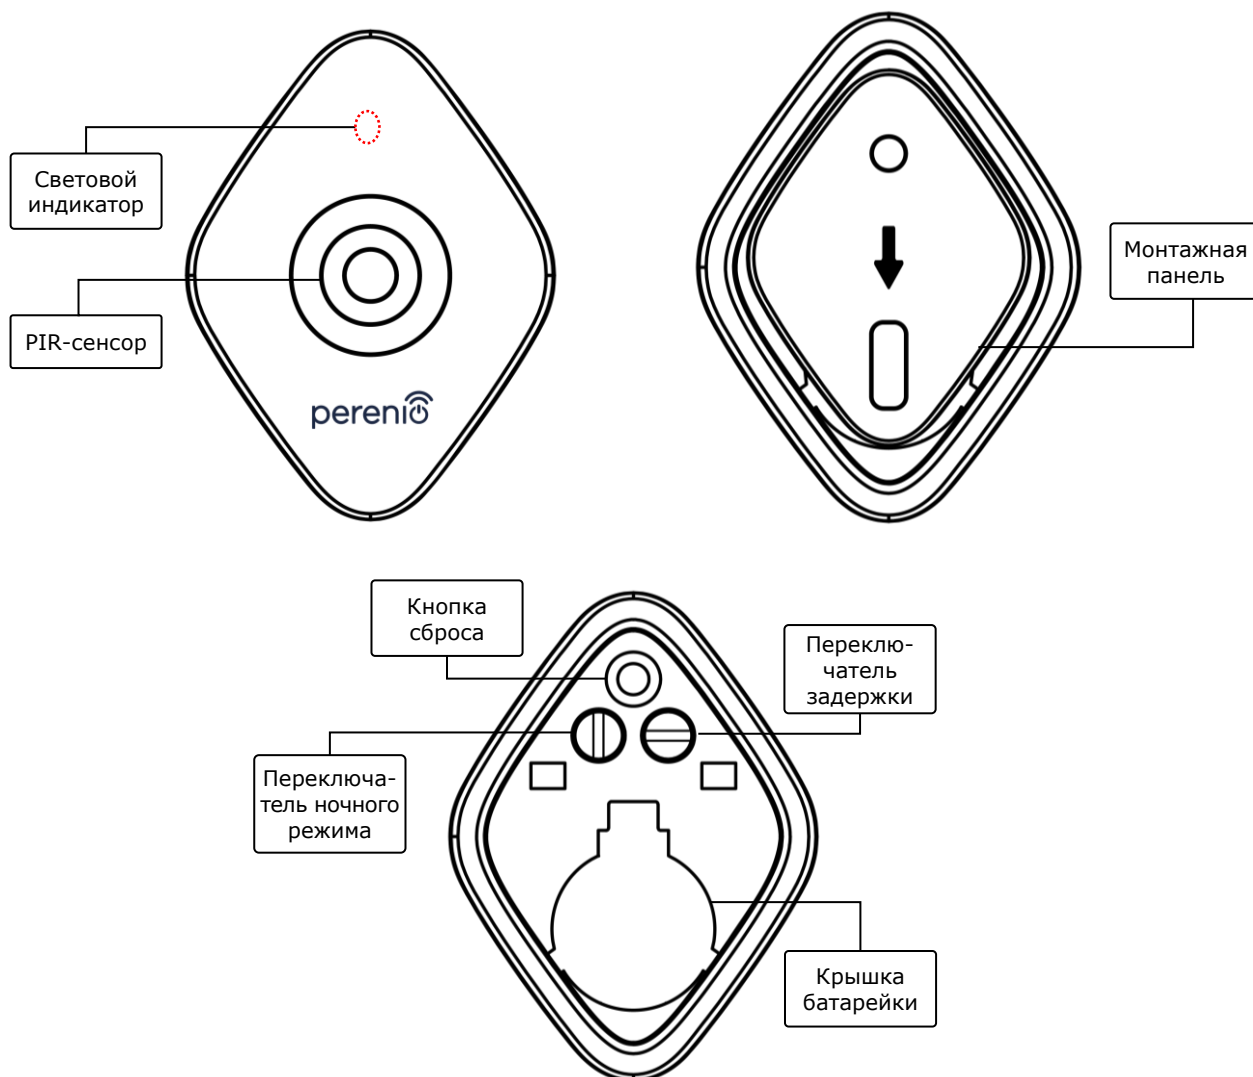 Световой
индикатор
PIR-сенсор
perenio
Монтажная
панель
Кнопка
сброса
Переклю-
чатель
задержки
Переключа-
тель ночного
режима
Крышка
батарейки